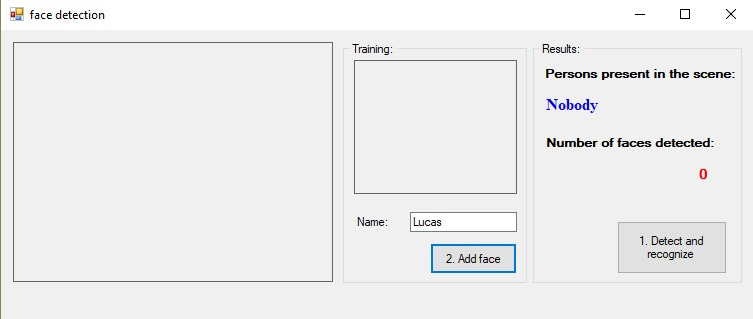 face detection
Training:
Name:
Lucas
2. Add face
Results:
Persons present in the scene:
Nobody
Number of faces detected:
0
1. Detect and
recognize